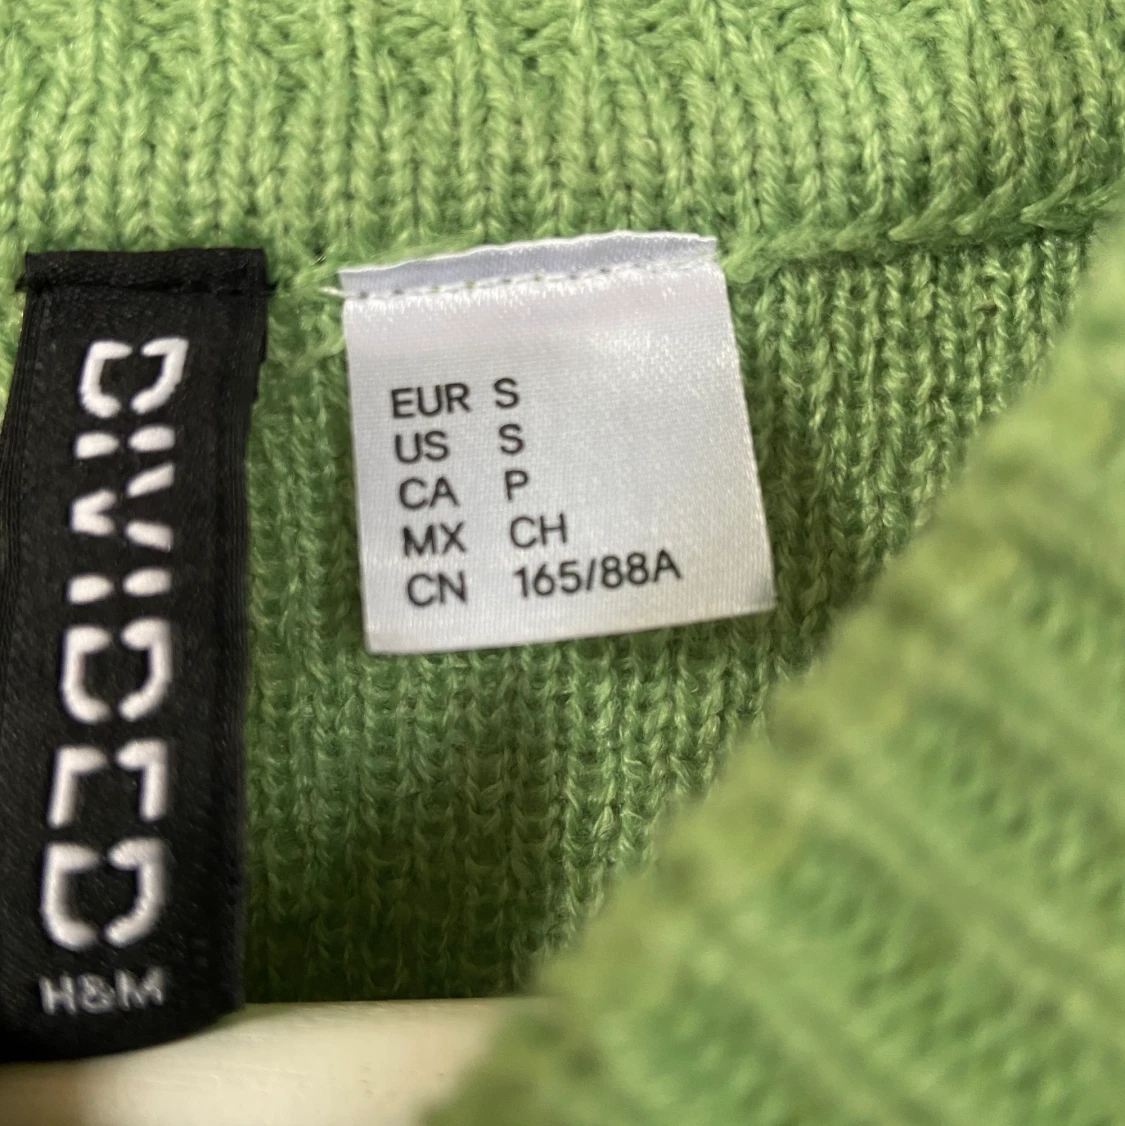 DIVIDED
H&M
EUR S
US S
CA P
MX CH
CN 165/88A